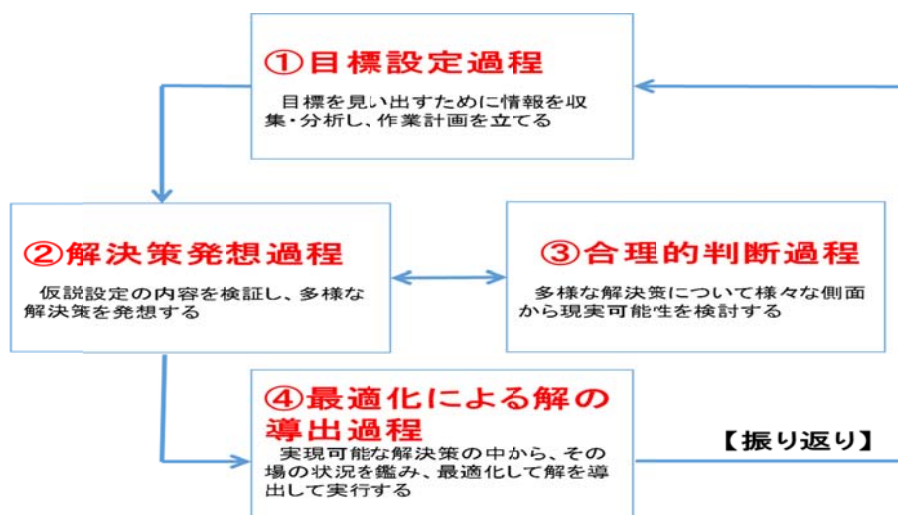 ①目標設定過程
目標を見い出すために情報を収
集・分析し、作業計画を立てる
②解決策発想過程
仮説設定の内容を検証し、多様な
解決策を発想する
③合理的判断過程
多様な解決策について様々な側面
から現実可能性を検討する
④最適化による解の
導出過程
実現可能な解決策の中から、その
場の状況を鑑み、最適化して解を導
出して実行する
【振り返り】